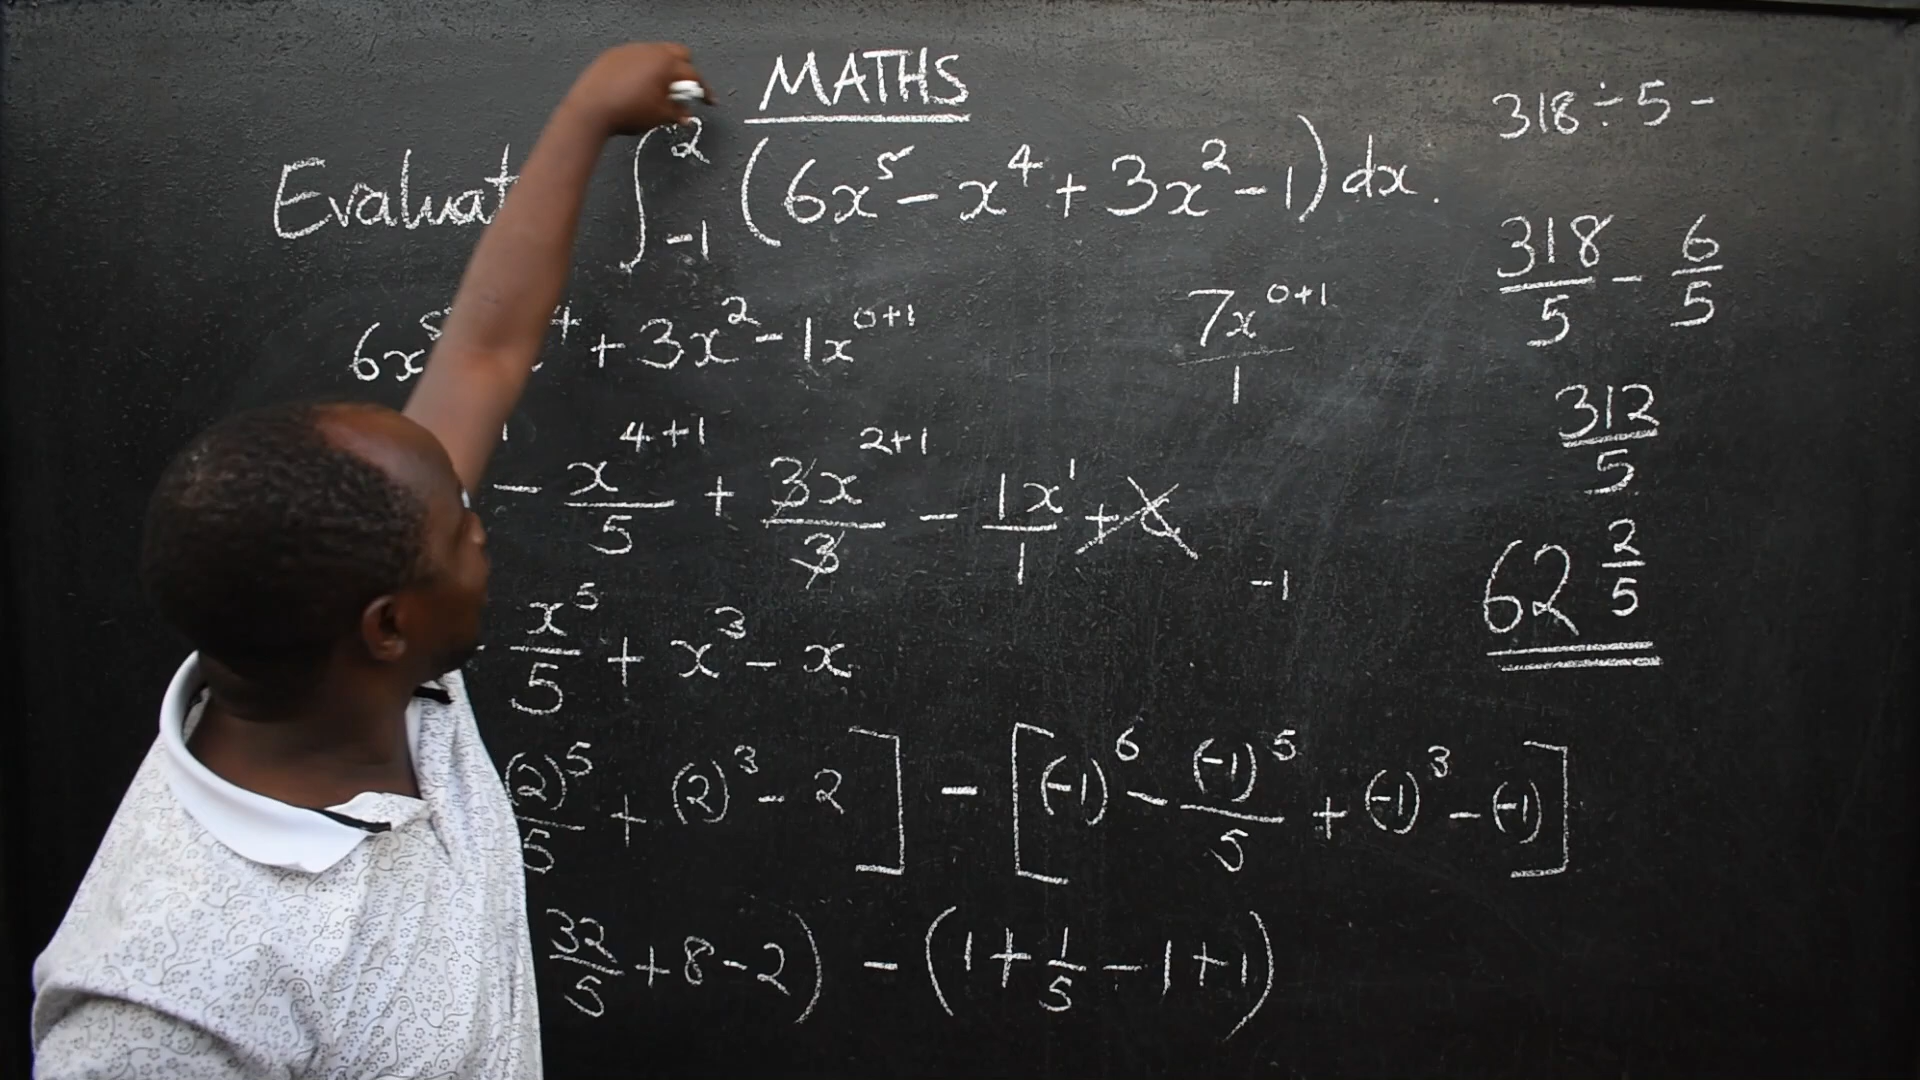 MATHS
Evaluat ∫₋₁² (6x⁵ - x⁴ + 3x² - 1) dx.
6x⁵ ⁴ + 3x² - 1x⁰⁺¹
- x⁴⁺¹/5 + 3x²⁺¹/3 - 1x¹/1 + c
- x⁵/5 + x³ - x
(2)⁵/5 + (2)³ - 2] - [(-1)⁶ - (-1)⁵/5 + (-1)³ - (-1)]
32/5 + 8 - 2) - (1 + 1/5 - 1 + 1)
7x⁰⁺¹/1
-1
318 ÷ 5 -
318/5 - 6/5
312/5
62 2/5